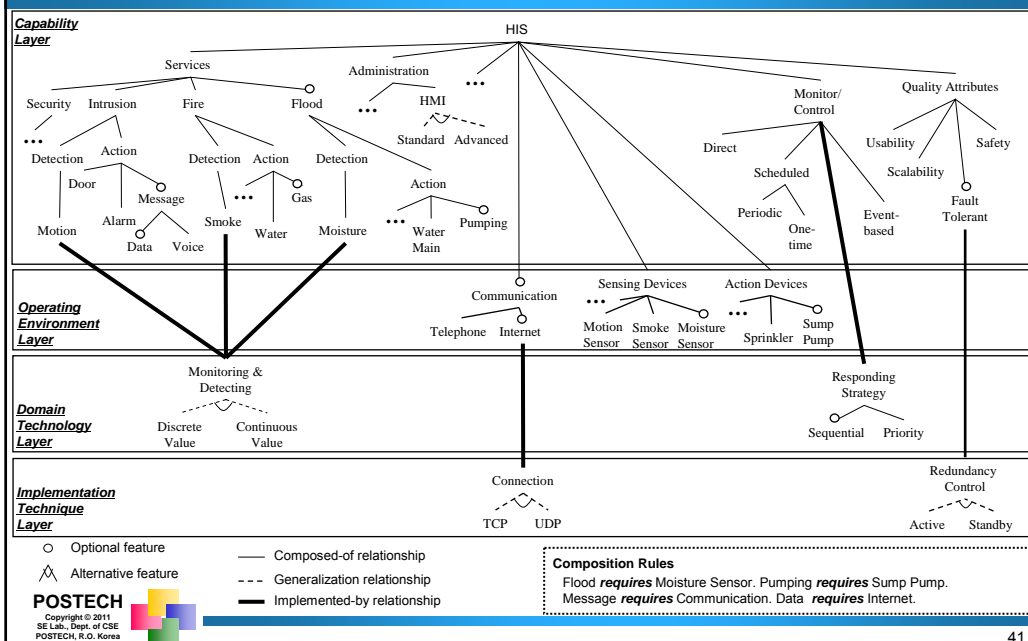 Capability
Layer
HIS
Services
Administration
•••
Monitor/
Control
Quality Attributes
Security
Intrusion
Fire
Flood
•••
HMI
•••
Standard
Advanced
Direct
Usability
Safety
Scalability
Detection
Action
Detection
Action
Detection
Action
Scheduled
Door
Message
•••
Gas
Fault
Tolerant
Periodic
One-
time
Event-
based
Motion
Alarm
Data
Voice
Smoke
Water
Moisture
•••
Water
Main
Pumping
Operating
Environment
Layer
Communication
Telephone
Internet
Sensing Devices
•••
Motion
Sensor
Smoke
Sensor
Moisture
Sensor
Action Devices
•••
Sprinkler
Sump
Pump
Domain
Technology
Layer
Monitoring &
Detecting
Discrete
Value
Continuous
Value
Responding
Strategy
Sequential
Priority
Implementation
Technique
Layer
Connection
TCP
UDP
Redundancy
Control
Active
Standby
Optional feature
Alternative feature
Composed-of relationship
Generalization relationship
Implemented-by relationship
Composition Rules
Flood requires Moisture Sensor. Pumping requires Sump Pump.
Message requires Communication. Data requires Internet.
POSTECH
Copyright © 2011
SE Lab., Dept. of CSE
POSTECH, R.O. Korea
41